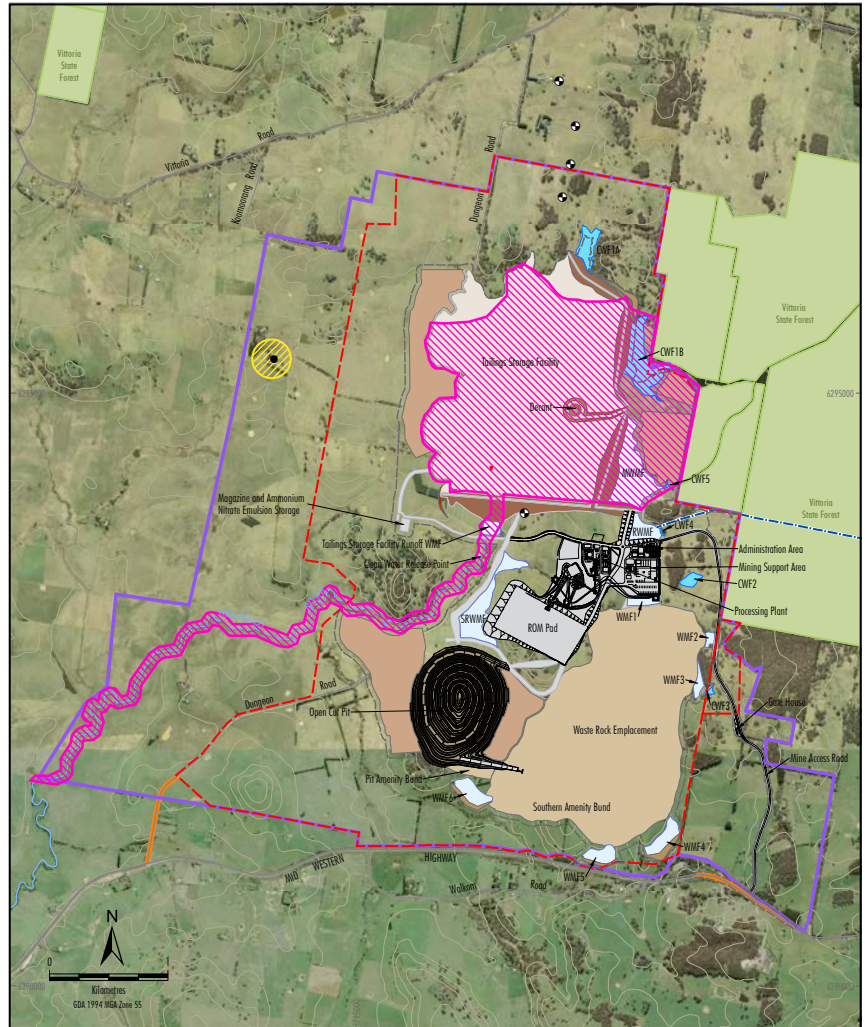 Vittoria
State Forest
Vittoria Road
Koomoorang Road
Dungeon Road
CWF1A
Vittoria
State Forest
Tailings Storage Facility
CWF1B
6295000
6295000
Decant
MWMF
CWF5
Magazine and Ammonium
Nitrate Emulsion Storage
Vittoria
State Forest
RWMF
CWF4
Tailings Storage Facility Runoff WMF
Clean Water Release Point
Administration Area
Mining Support Area
CWF2
Processing Plant
SRWMF
ROM Pad
WMF1
WMF2
WMF3
CWF3
Dungeon Road
Open Cut Pit
Gate House
Waste Rock Emplacement
Mine Access Road
Pit Amenity Bund
WMF6
Southern Amenity Bund
WMF4
WMF5
MID WESTERN HIGHWAY
Walkom Road
N
0 1
Kilometres
GDA 1994 MGA Zone 55
6290000
6290000